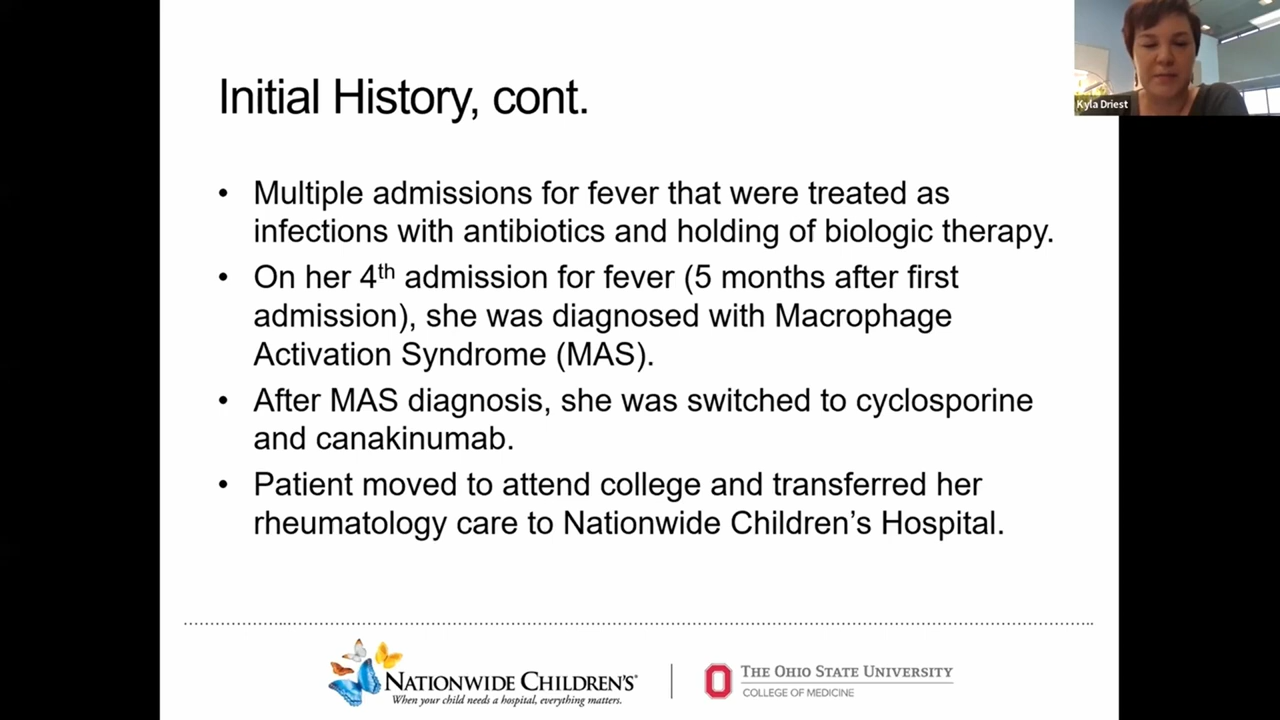 Initial History, cont.
Kyla Driest
• Multiple admissions for fever that were treated as
infections with antibiotics and holding of biologic therapy.
• On her 4th admission for fever (5 months after first
admission), she was diagnosed with Macrophage
Activation Syndrome (MAS).
• After MAS diagnosis, she was switched to cyclosporine
and canakinumab.
• Patient moved to attend college and transferred her
rheumatology care to Nationwide Children’s Hospital.
NATIONWIDE CHILDREN'S®
When your child needs a hospital, everything matters.
THE OHIO STATE UNIVERSITY
COLLEGE OF MEDICINE